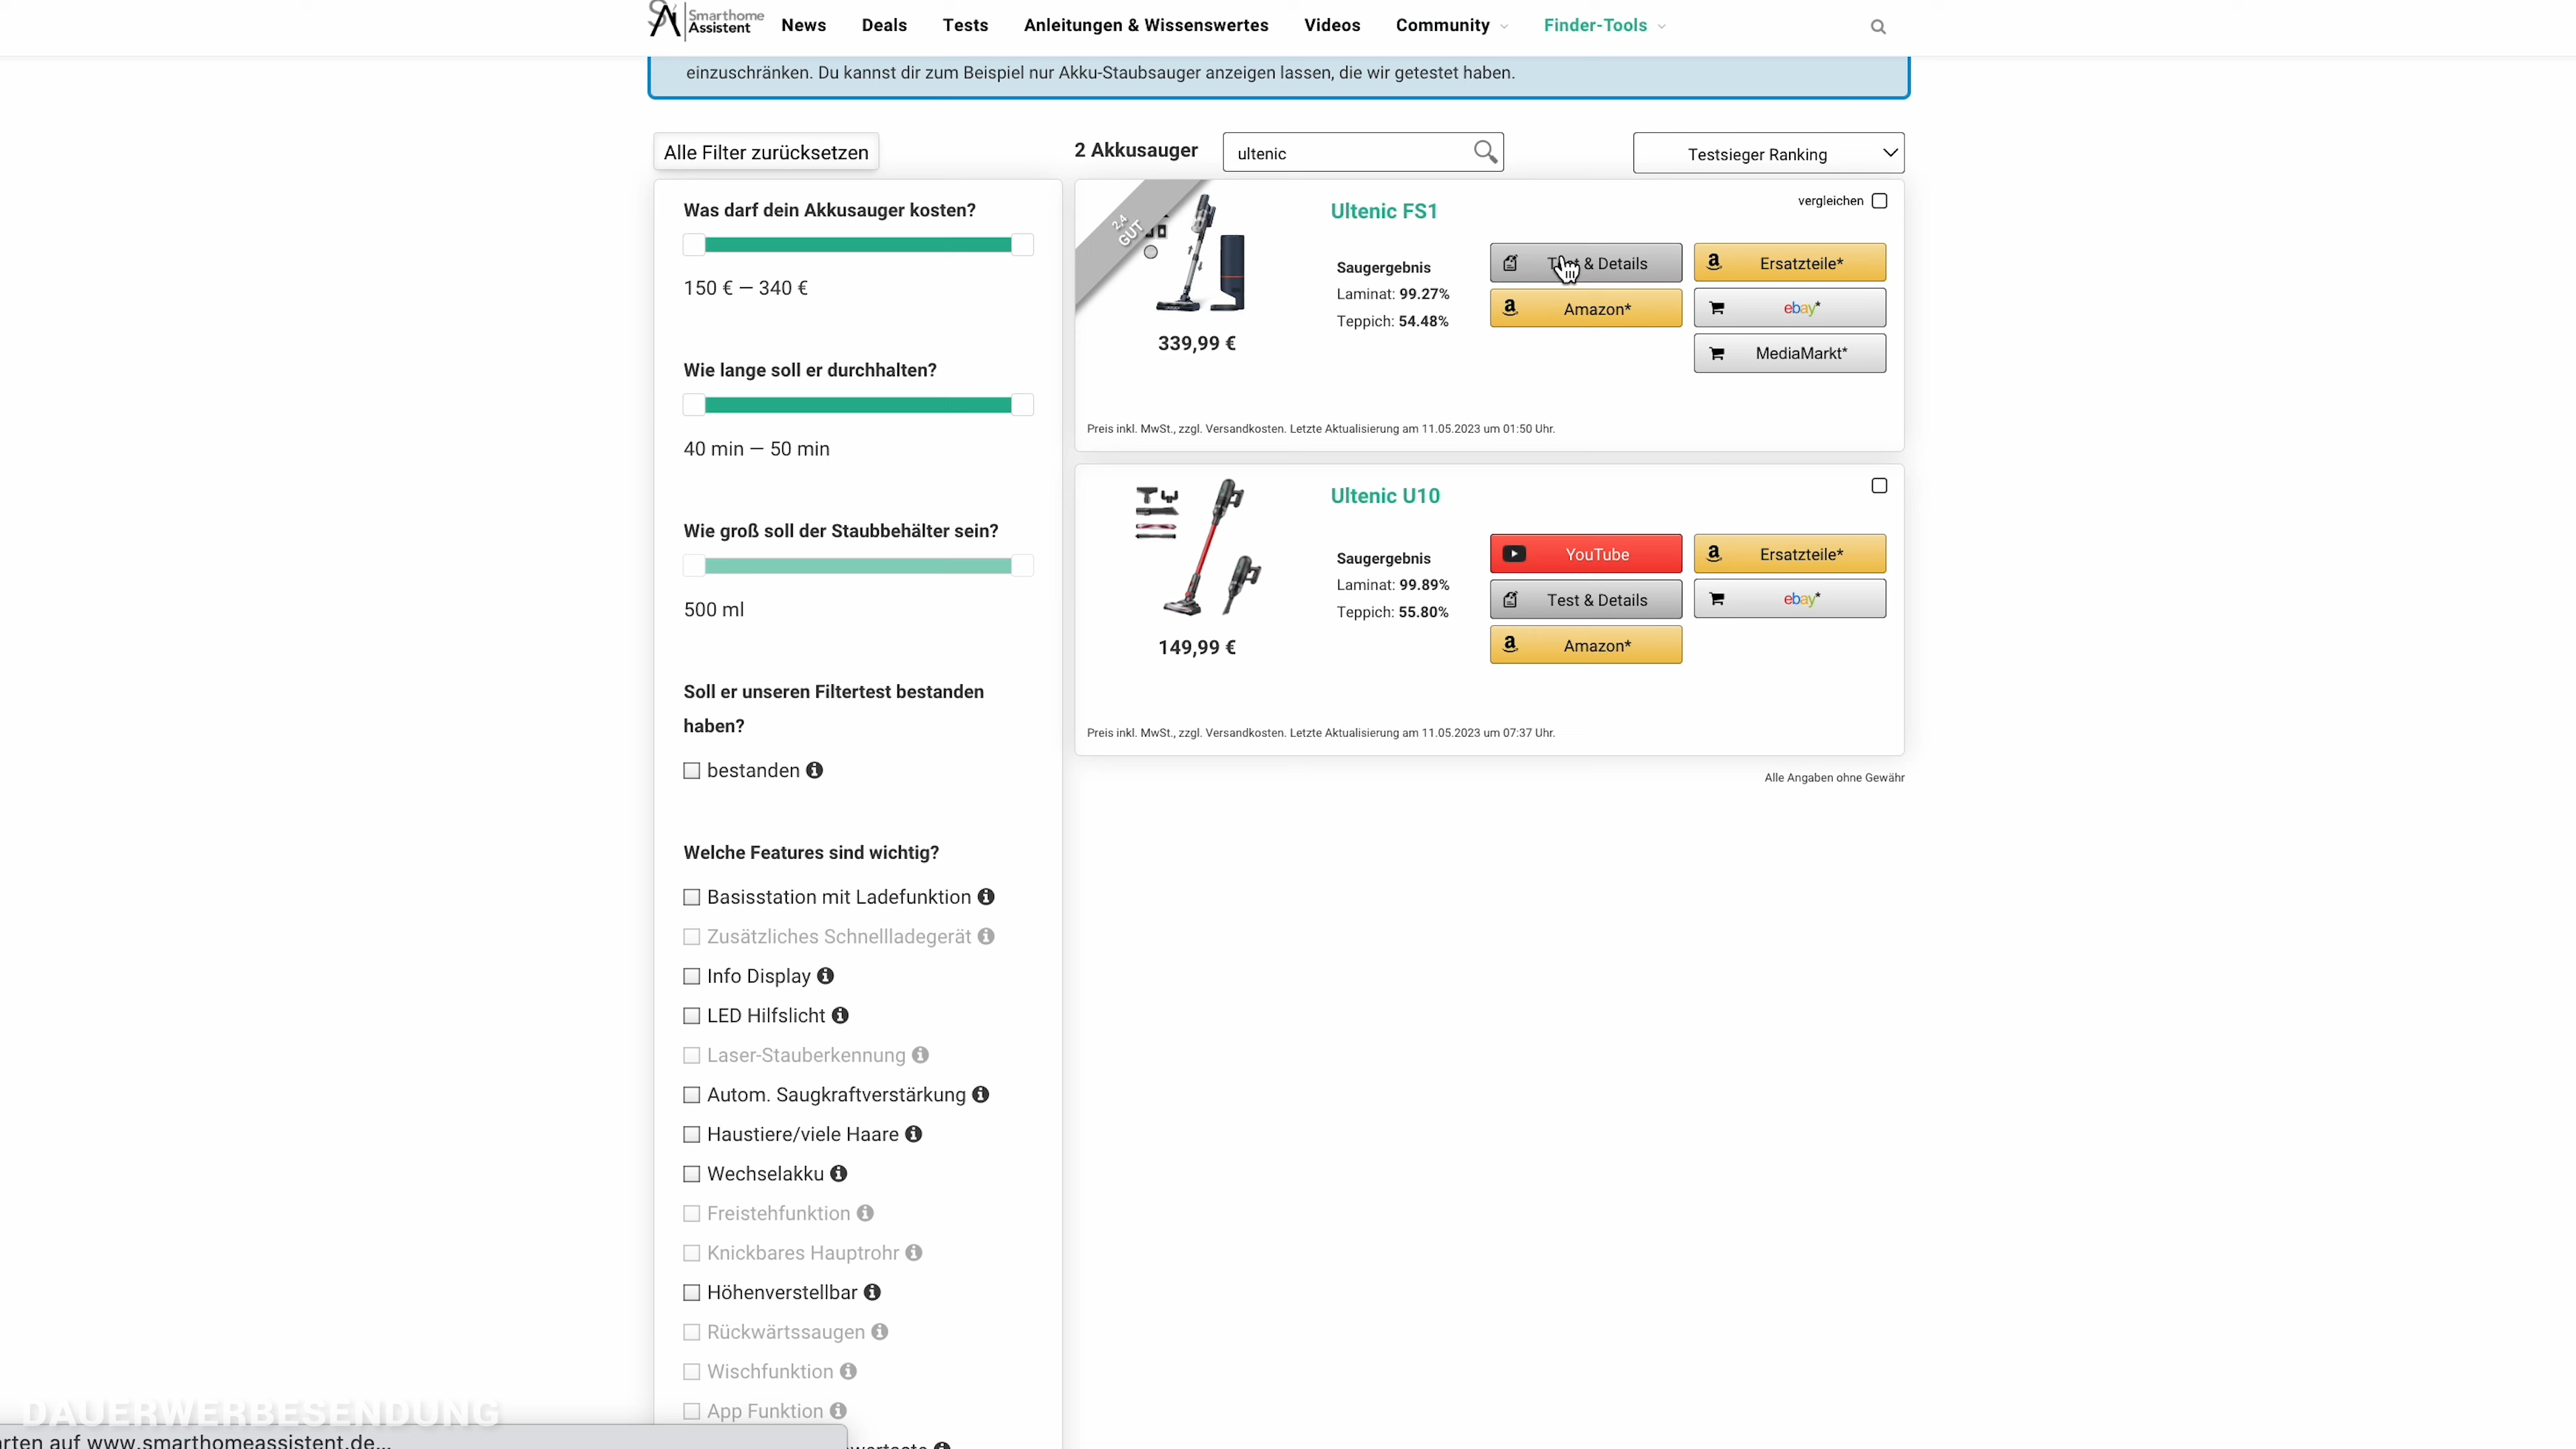 Smarthome
Assistent
News
Deals
Tests
Anleitungen & Wissenswertes
Videos
Community
Finder-Tools
einzuschränken. Du kannst dir zum Beispiel nur Akku-Staubsauger anzeigen lassen, die wir getestet haben.
Alle Filter zurücksetzen
2 Akkusauger
ultenic
Testsieger Ranking
Was darf dein Akkusauger kosten?
150 € — 340 €
Wie lange soll er durchhalten?
40 min — 50 min
Wie groß soll der Staubbehälter sein?
500 ml
Soll er unseren Filtertest bestanden
haben?
bestanden
Welche Features sind wichtig?
Basisstation mit Ladefunktion
Zusätzliches Schnellladegerät
Info Display
LED Hilfslicht
Laser-Stauberkennung
Autom. Saugkraftverstärkung
Haustiere/viele Haare
Wechselakku
Freistehfunktion
Knickbares Hauptrohr
Höhenverstellbar
Rückwärtssaugen
Wischfunktion
App Funktion
2,4
GUT
Ultenic FS1
vergleichen
339,99 €
Saugergebnis
Laminat: 99.27%
Teppich: 54.48%
& Details
Amazon*
Ersatzteile*
ebay*
MediaMarkt*
Preis inkl. MwSt., zzgl. Versandkosten. Letzte Aktualisierung am 11.05.2023 um 01:50 Uhr.
Ultenic U10
149,99 €
Saugergebnis
Laminat: 99.89%
Teppich: 55.80%
YouTube
Test & Details
Amazon*
Ersatzteile*
ebay*
Preis inkl. MwSt., zzgl. Versandkosten. Letzte Aktualisierung am 11.05.2023 um 07:37 Uhr.
Alle Angaben ohne Gewähr
DAUERWERBESENDUNG
auf www.smarthomeassistent.de...